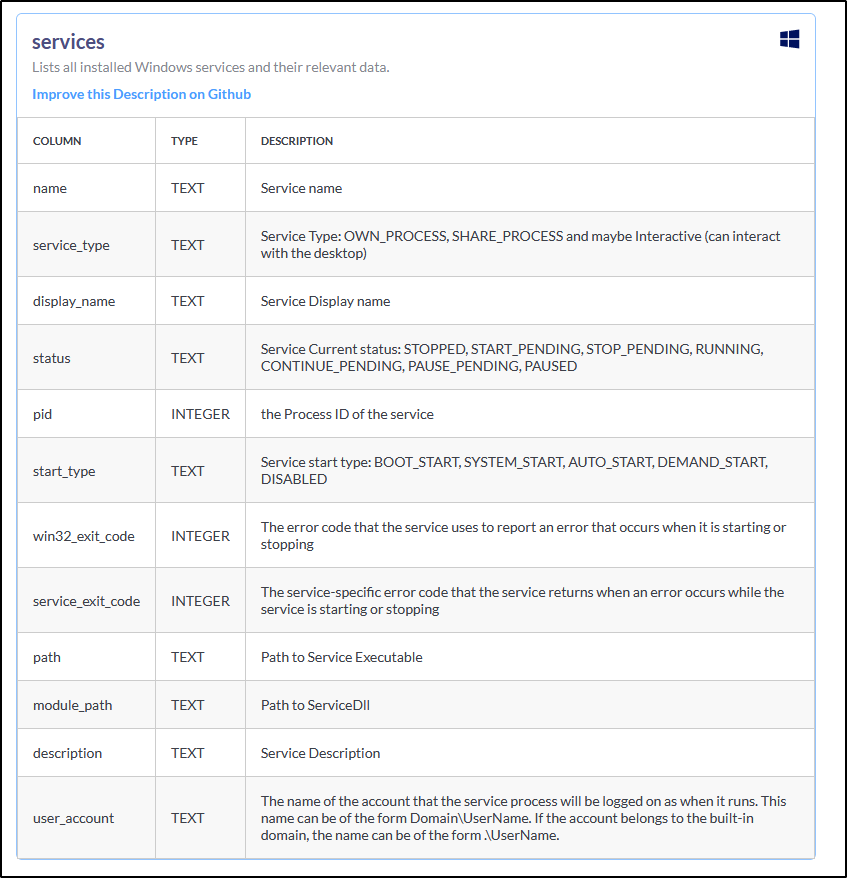 services
Lists all installed Windows services and their relevant data.
Improve this Description on Github
COLUMN TYPE DESCRIPTION
name TEXT Service name
service_type TEXT Service Type: OWN_PROCESS, SHARE_PROCESS and maybe Interactive (can interact
with the desktop)
display_name TEXT Service Display name
status TEXT Service Current status: STOPPED, START_PENDING, STOP_PENDING, RUNNING,
CONTINUE_PENDING, PAUSE_PENDING, PAUSED
pid INTEGER the Process ID of the service
start_type TEXT Service start type: BOOT_START, SYSTEM_START, AUTO_START, DEMAND_START,
DISABLED
win32_exit_code INTEGER The error code that the service uses to report an error that occurs when it is starting or
stopping
service_exit_code INTEGER The service-specific error code that the service returns when an error occurs while the
service is starting or stopping
path TEXT Path to Service Executable
module_path TEXT Path to ServiceDll
description TEXT Service Description
user_account TEXT The name of the account that the service process will be logged on as when it runs. This
name can be of the form Domain\UserName. If the account belongs to the built-in
domain, the name can be of the form .\UserName.